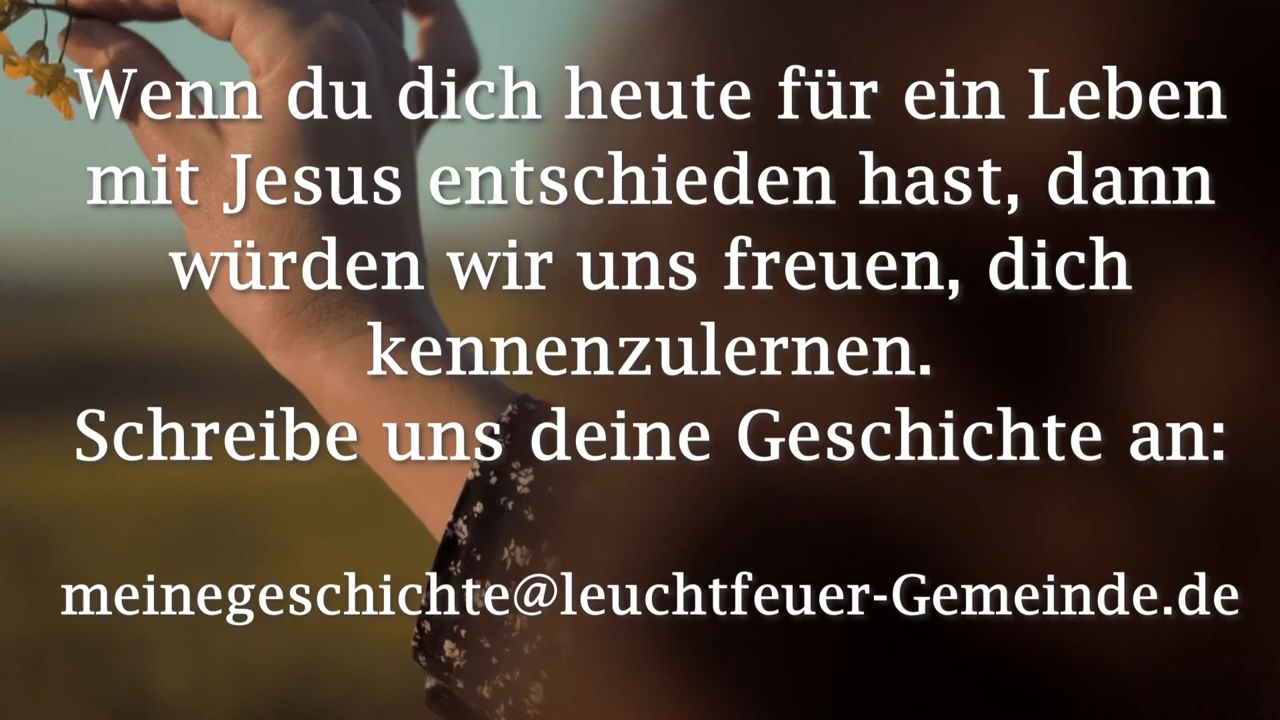 Wenn du dich heute für ein Leben
mit Jesus entschieden hast, dann
würden wir uns freuen, dich
kennenzulernen.
Schreibe uns deine Geschichte an:
meinegeschichte@leuchtfeuer-Gemeinde.de